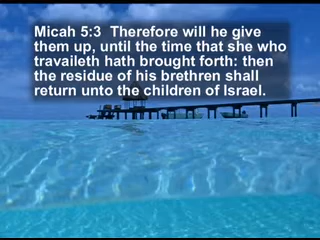 Micah 5:3  Therefore will he give
them up, until the time that she who
travaileth hath brought forth: then
the residue of his brethren shall
return unto the children of Israel.